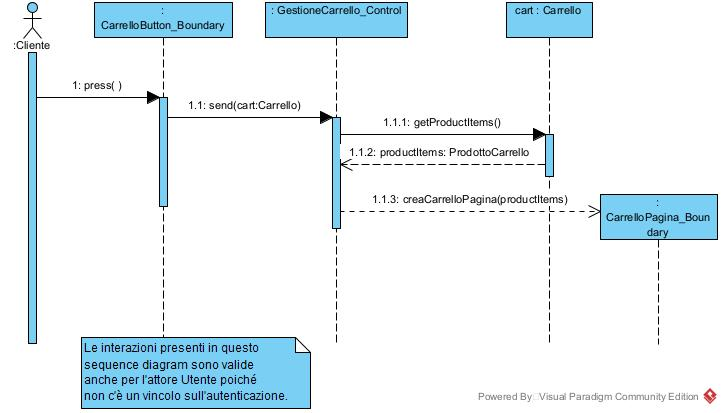 :
CarrelloButton_Boundary
: GestioneCarrello_Control
cart : Carrello
:Cliente
1: press( )
1.1: send(cart:Carrello)
1.1.1: getProductItems()
1.1.2: productItems: ProdottoCarrello
1.1.3: creaCarrelloPagina(productItems)
:
CarrelloPagina_Boun
dary
Le interazioni presenti in questo
sequence diagram sono valide
anche per l'attore Utente poiché
non c'è un vincolo sull'autenticazione.
Powered By Visual Paradigm Community Edition